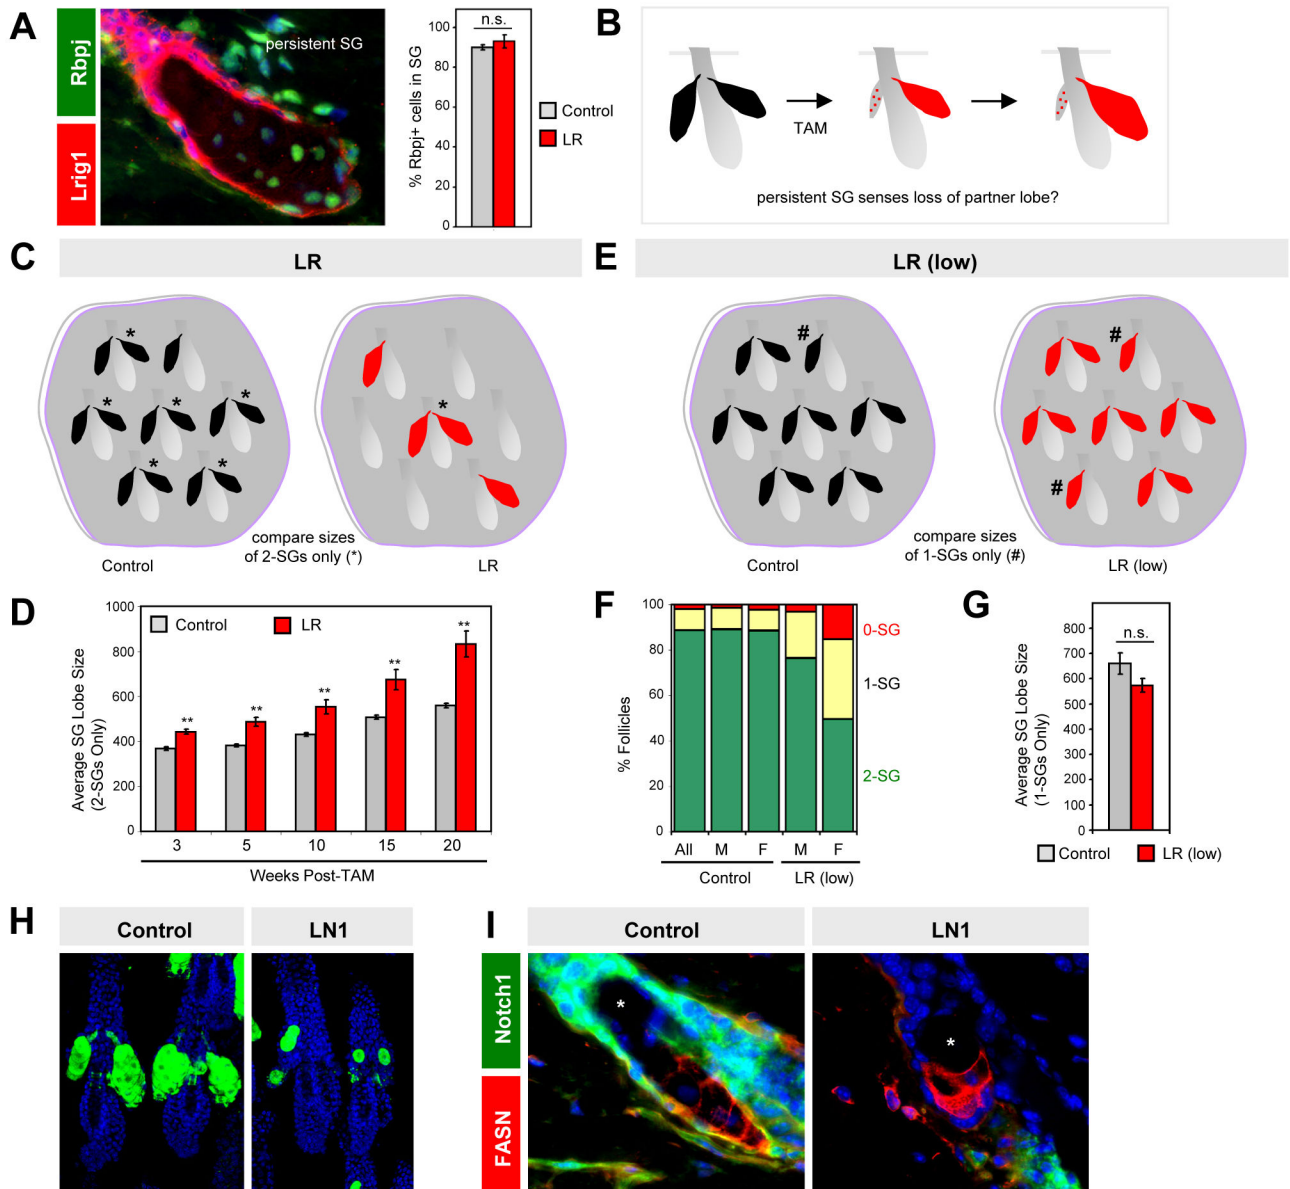 A
Rbpj
Lrig1
persistent SG
n.s.
100
80
60
40
20
0
% Rbpj+ cells in SG
Control
LR
B
TAM
persistent SG senses loss of partner lobe?
C
LR
*
*
*
*
*
*
*
compare sizes
of 2-SGs only (*)
Control
LR
E
LR (low)
#
#
#
compare sizes
of 1-SGs only (#)
Control
LR (low)
D
Average SG Lobe Size
(2-SGs Only)
1000
800
600
400
200
0
Control
LR
**
**
**
**
**
3
5
10
15
20
Weeks Post-TAM
F
% Follicles
100
80
60
40
20
0
0-SG
1-SG
2-SG
All
M
F
M
F
Control
LR (low)
G
Average SG Lobe Size
(1-SGs Only)
800
700
600
500
400
300
200
100
0
n.s.
Control
LR (low)
H
Control
LN1
I
Control
LN1
Notch1
FASN
*
*